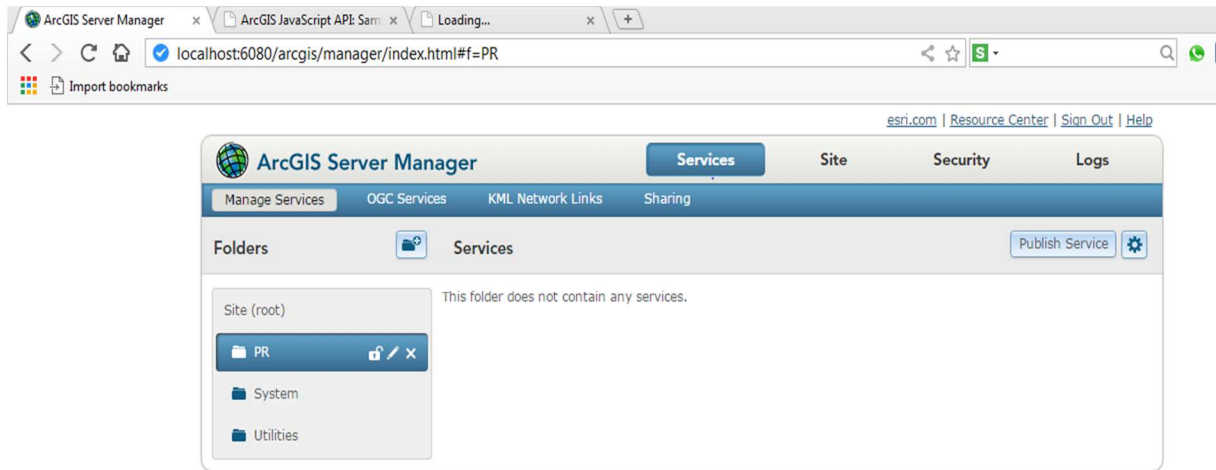 ArcGIS Server Manager
ArcGIS JavaScript API: Sam
Loading...
localhost:6080/arcgis/manager/index.html#f=PR
S
Import bookmarks
esri.com | Resource Center | Sign Out | Help
ArcGIS Server Manager
Services
Site
Security
Logs
Manage Services
OGC Services
KML Network Links
Sharing
Folders
Services
Publish Service
Site (root)
This folder does not contain any services.
PR
System
Utilities